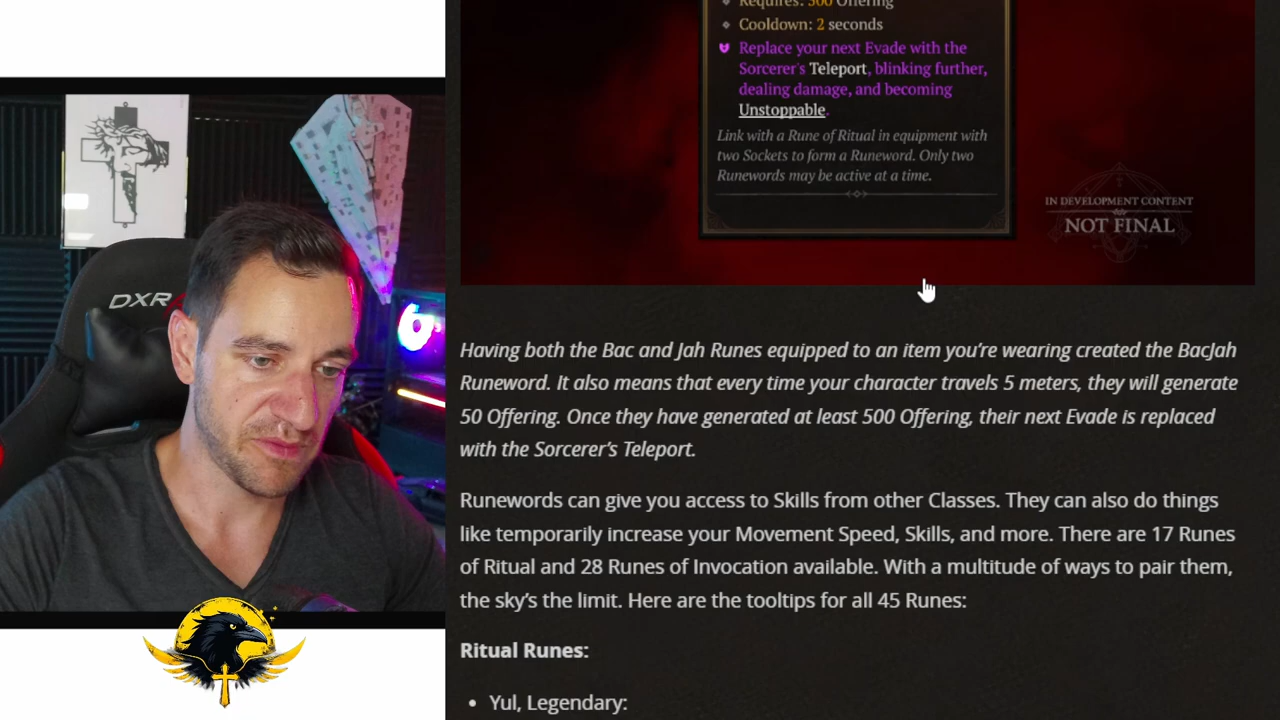 Requires: 500 Offering
Cooldown: 2 seconds
Replace your next Evade with the
Sorcerer's Teleport, blinking further,
dealing damage, and becoming
Unstoppable.
Link with a Rune of Ritual in equipment with
two Sockets to form a Runeword. Only two
Runewords may be active at a time.
IN DEVELOPMENT CONTENT
NOT FINAL
DXR
Having both the Bac and Jah Runes equipped to an item you're wearing created the BacJah
Runeword. It also means that every time your character travels 5 meters, they will generate
50 Offering. Once they have generated at least 500 Offering, their next Evade is replaced
with the Sorcerer's Teleport.
Runewords can give you access to Skills from other Classes. They can also do things
like temporarily increase your Movement Speed, Skills, and more. There are 17 Runes
of Ritual and 28 Runes of Invocation available. With a multitude of ways to pair them,
the sky's the limit. Here are the tooltips for all 45 Runes:
Ritual Runes:
• Yul, Legendary: